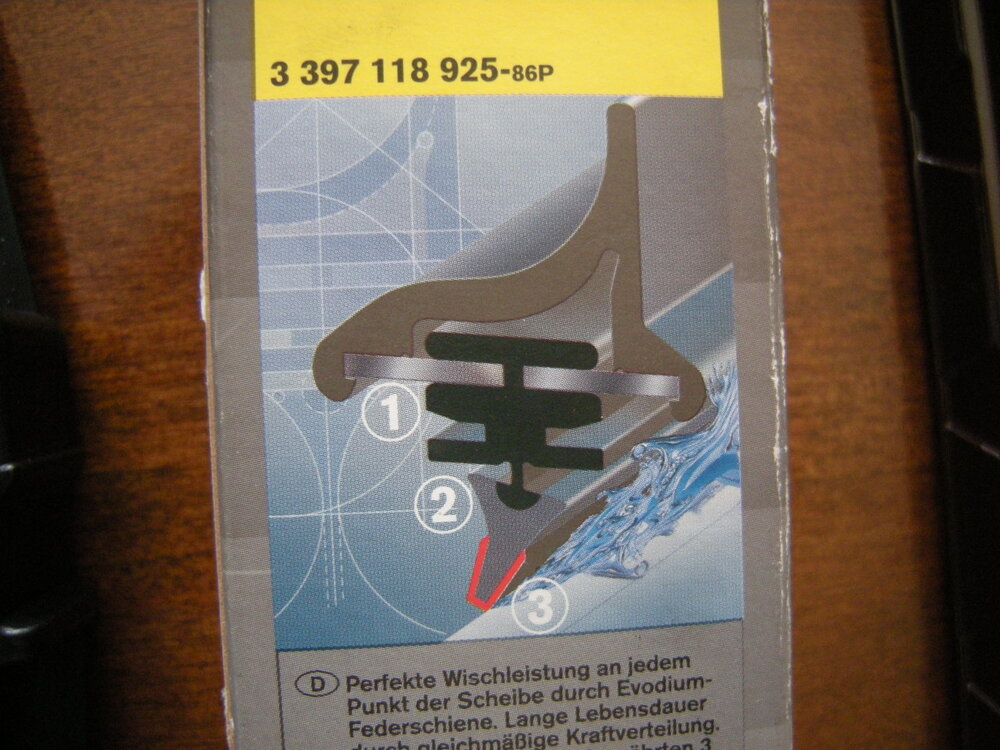 3 397 118 925-86P
1
2
3
D Perfekte Wischleistung an jedem
Punkt der Scheibe durch Evodium-
Federschiene. Lange Lebensdauer
durch gleichmäßige Kraftverteilung.
3